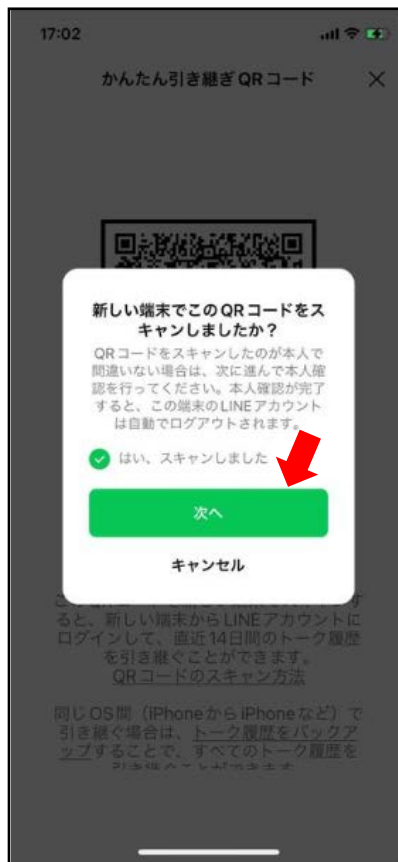 17:02
かんたん引き継ぎQRコード
新しい端末でこのQRコードをス
キャンしましたか？
QRコードをスキャンしたのが本人で
間違いない場合は、次に進んで本人確
認を行ってください。本人確認が完了
すると、この端末のLINEアカウント
は自動でログアウトされます。
はい、スキャンしました
次へ
キャンセル
ると、新しい端末からLINEアカウントに
ログインして、直近14日間のトーク履歴
を引き継ぐことができます。
QRコードのスキャン方法
同じOS間（iPhoneからiPhoneなど）で
引き継ぐ場合は、トーク履歴をバックア
ップすることで、すべてのトーク履歴を